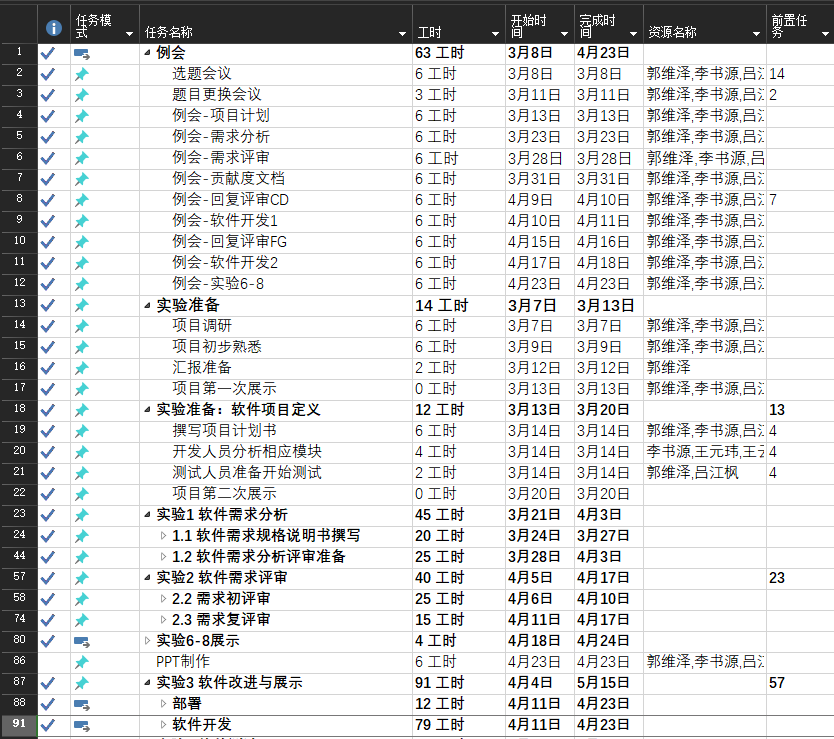 任务模式 任务名称 工时 开始时间 完成时间 资源名称 前置任务
1 例会 63 工时 3月8日 4月23日
2 选题会议 6 工时 3月8日 3月8日 郭维泽,李书源,吕江 14
3 题目更换会议 3 工时 3月11日 3月11日 郭维泽,李书源,吕江 2
4 例会-项目计划 6 工时 3月13日 3月13日 郭维泽,李书源,吕江
5 例会-需求分析 6 工时 3月23日 3月23日 郭维泽,李书源,吕江
6 例会-需求评审 6 工时 3月28日 3月28日 郭维泽,李书源,吕
7 例会-贡献度文档 6 工时 3月31日 3月31日 郭维泽,李书源,吕江
8 例会-回复评审CD 6 工时 4月9日 4月10日 郭维泽,李书源,吕江 7
9 例会-软件开发1 6 工时 4月10日 4月11日 郭维泽,李书源,吕江
10 例会-回复评审FG 6 工时 4月15日 4月16日 郭维泽,李书源,吕江
11 例会-软件开发2 6 工时 4月17日 4月18日 郭维泽,李书源,吕江
12 例会-实验6-8 6 工时 4月23日 4月23日 郭维泽,李书源,吕江
13 实验准备 14 工时 3月7日 3月13日
14 项目调研 6 工时 3月7日 3月7日 郭维泽,李书源,吕江
15 项目初步熟悉 6 工时 3月9日 3月9日 郭维泽,李书源,吕江
16 汇报准备 2 工时 3月12日 3月12日 郭维泽
17 项目第一次展示 0 工时 3月13日 3月13日 郭维泽,李书源,吕江
18 实验准备：软件项目定义 12 工时 3月13日 3月20日 13
19 撰写项目计划书 6 工时 3月14日 3月14日 郭维泽,李书源,吕江 4
20 开发人员分析相应模块 4 工时 3月14日 3月14日 李书源,王元玮,王 4
21 测试人员准备开始测试 2 工时 3月14日 3月14日 郭维泽,吕江枫 4
22 项目第二次展示 0 工时 3月20日 3月20日
23 实验1 软件需求分析 45 工时 3月21日 4月3日
24 1.1 软件需求规格说明书撰写 20 工时 3月24日 3月27日
44 1.2 软件需求分析评审准备 25 工时 3月28日 4月3日
57 实验2 软件需求评审 40 工时 4月5日 4月17日 23
58 2.2 需求初评审 25 工时 4月6日 4月10日
74 2.3 需求复评审 15 工时 4月11日 4月17日
80 实验6-8展示 4 工时 4月18日 4月24日
86 PPT制作 6 工时 4月23日 4月23日 郭维泽,李书源,吕江
87 实验3 软件改进与展示 91 工时 4月4日 5月15日 57
88 部署 12 工时 4月11日 4月23日
91 软件开发 79 工时 4月11日 4月23日